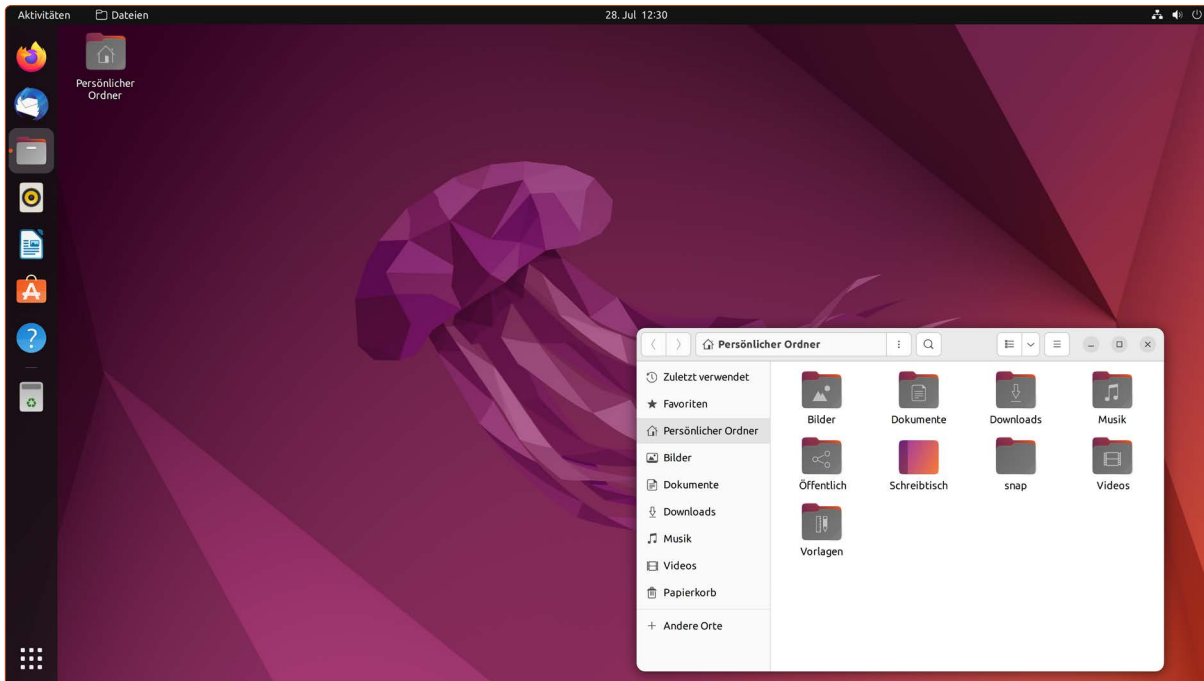 Aktivitäten Dateien 28. Jul 12:30
Persönlicher
Ordner
Persönlicher Ordner
Zuletzt verwendet
Favoriten
Persönlicher Ordner
Bilder
Dokumente
Downloads
Musik
Videos
Papierkorb
Andere Orte
Bilder Dokumente Downloads Musik
Öffentlich Schreibtisch snap Videos
Vorlagen